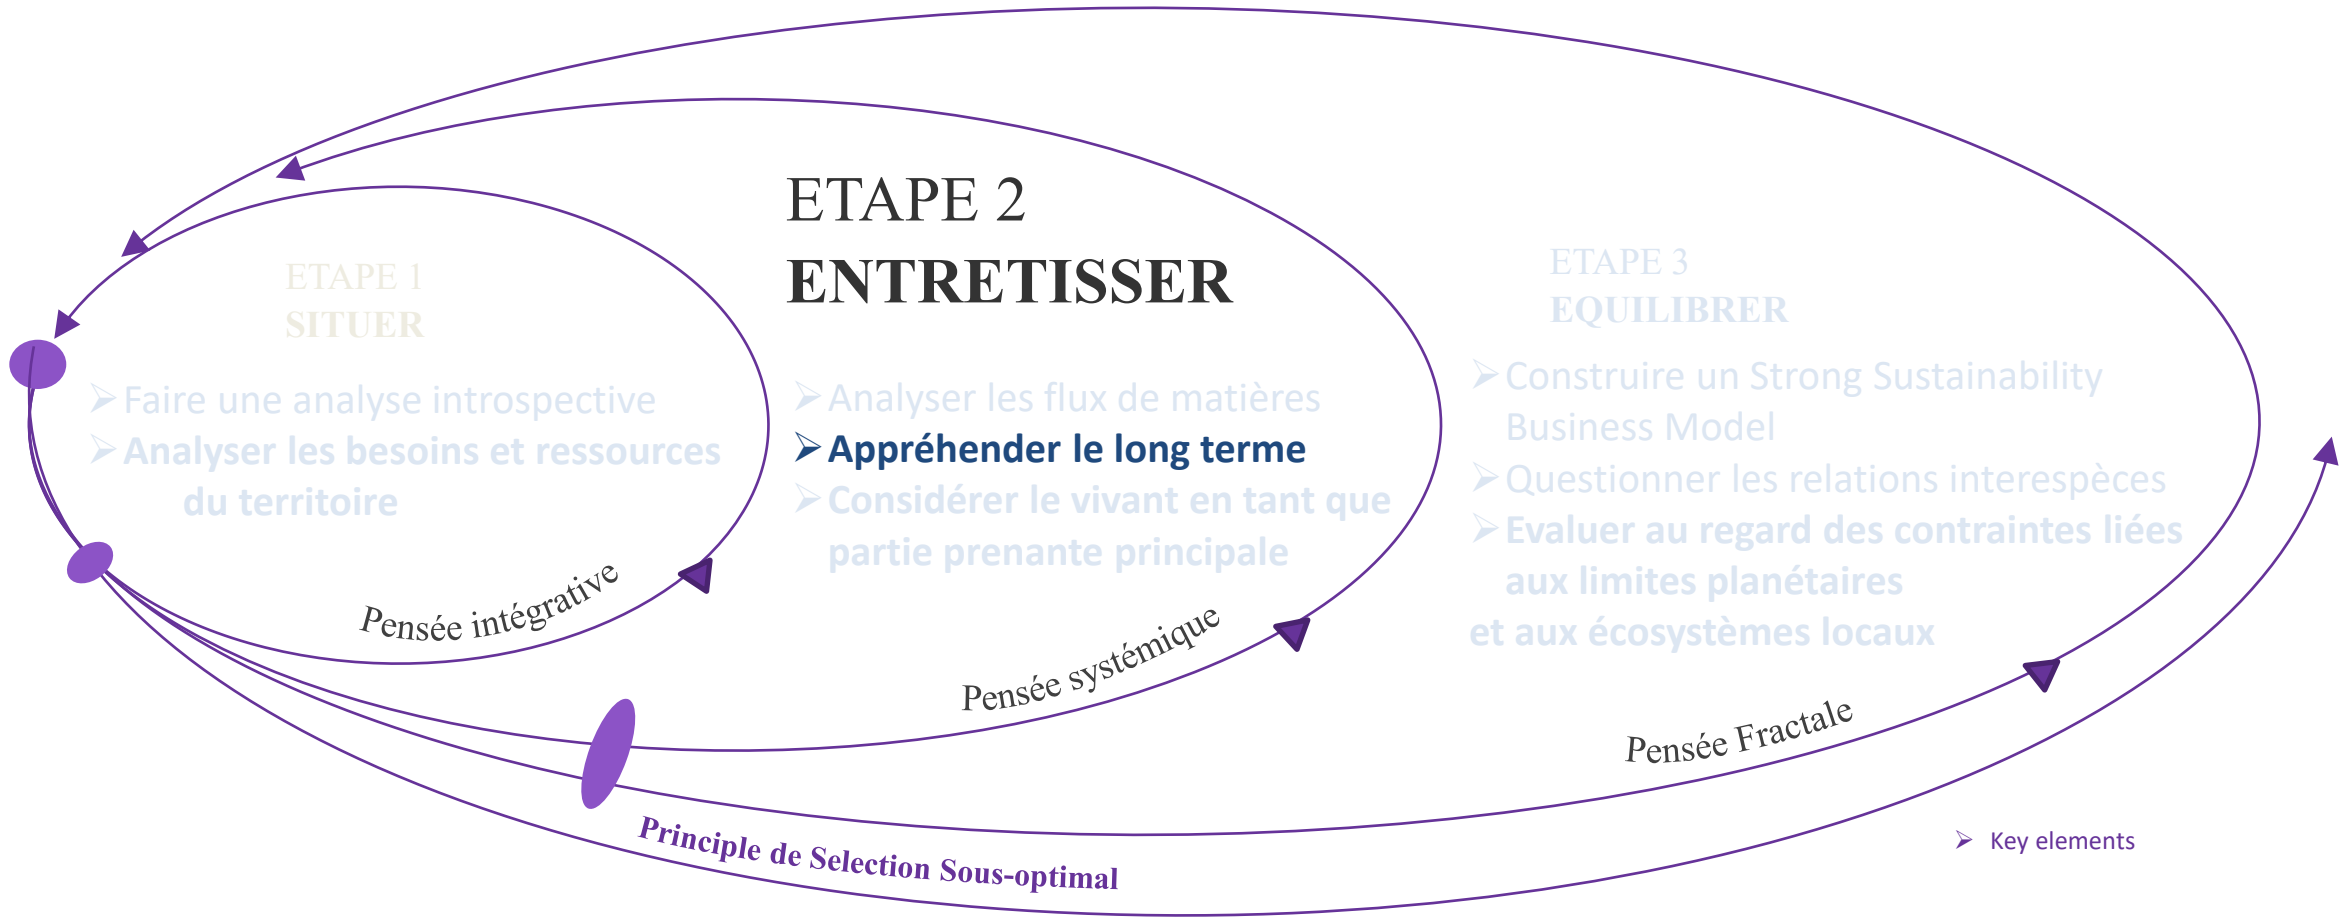 ETAPE 1
SITUER
➢Faire une analyse introspective
➢Analyser les besoins et ressources
du territoire
Pensée intégrative
ETAPE 2
ENTRETISSER
➢Analyser les flux de matières
➢Appréhender le long terme
➢Considérer le vivant en tant que
partie prenante principale
Pensée systémique
ETAPE 3
EQUILIBRER
➢Construire un Strong Sustainability
Business Model
➢Questionner les relations interespèces
➢Evaluer au regard des contraintes liées
aux limites planétaires
et aux écosystèmes locaux
Pensée Fractale
Principle de Selection Sous-optimal
➢ Key elements